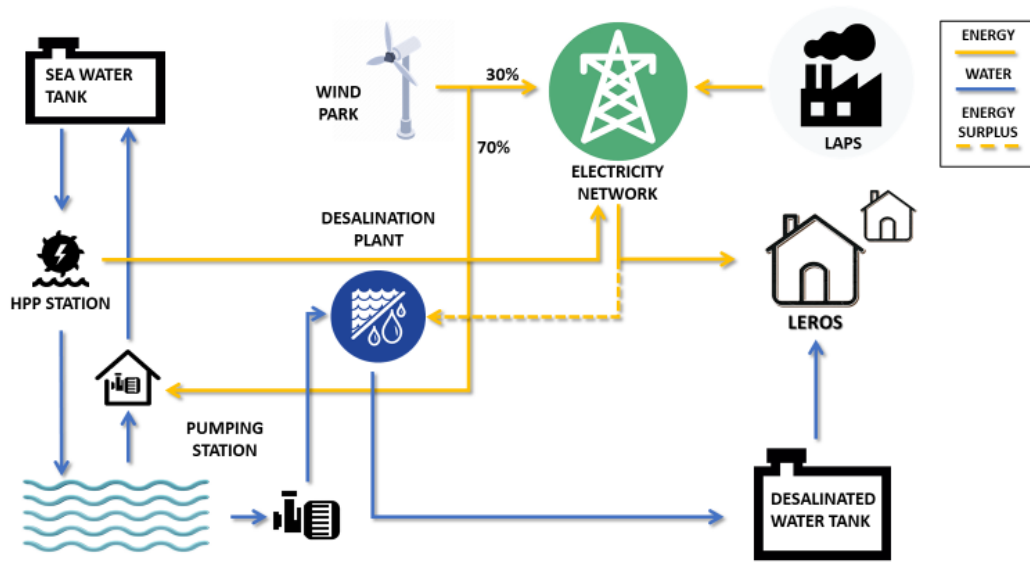 SEA WATER
TANK
WIND
PARK
30%
70%
ELECTRICITY
NETWORK
LAPS
ENERGY
WATER
ENERGY
SURPLUS
DESALINATION
PLANT
HPP STATION
LEROS
PUMPING
STATION
DESALINATED
WATER TANK